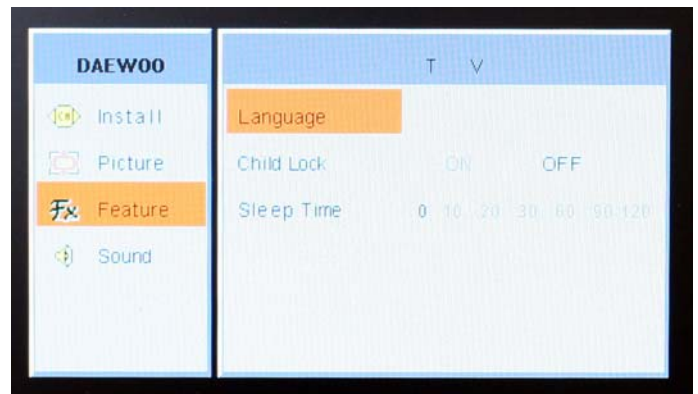 DAEWOO
T V
Install
Picture
Feature
Sound
Language
Child Lock ON OFF
Sleep Time 0 10 20 30 60 90 120